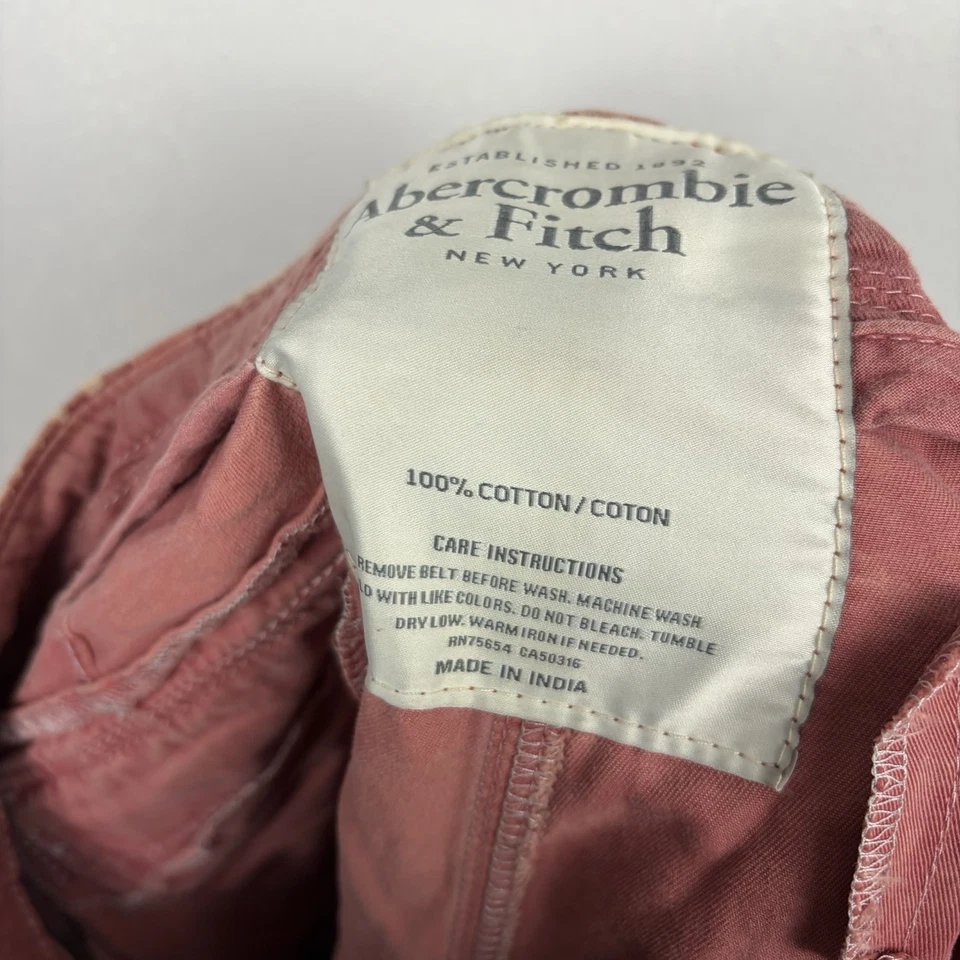 ESTABLISHED 1892
Abercrombie
& Fitch
NEW YORK
100% COTTON / COTON
CARE INSTRUCTIONS
REMOVE BELT BEFORE WASH. MACHINE WASH
LD WITH LIKE COLORS. DO NOT BLEACH. TUMBLE
DRY LOW. WARM IRON IF NEEDED.
RN75654 CA50316
MADE IN INDIA